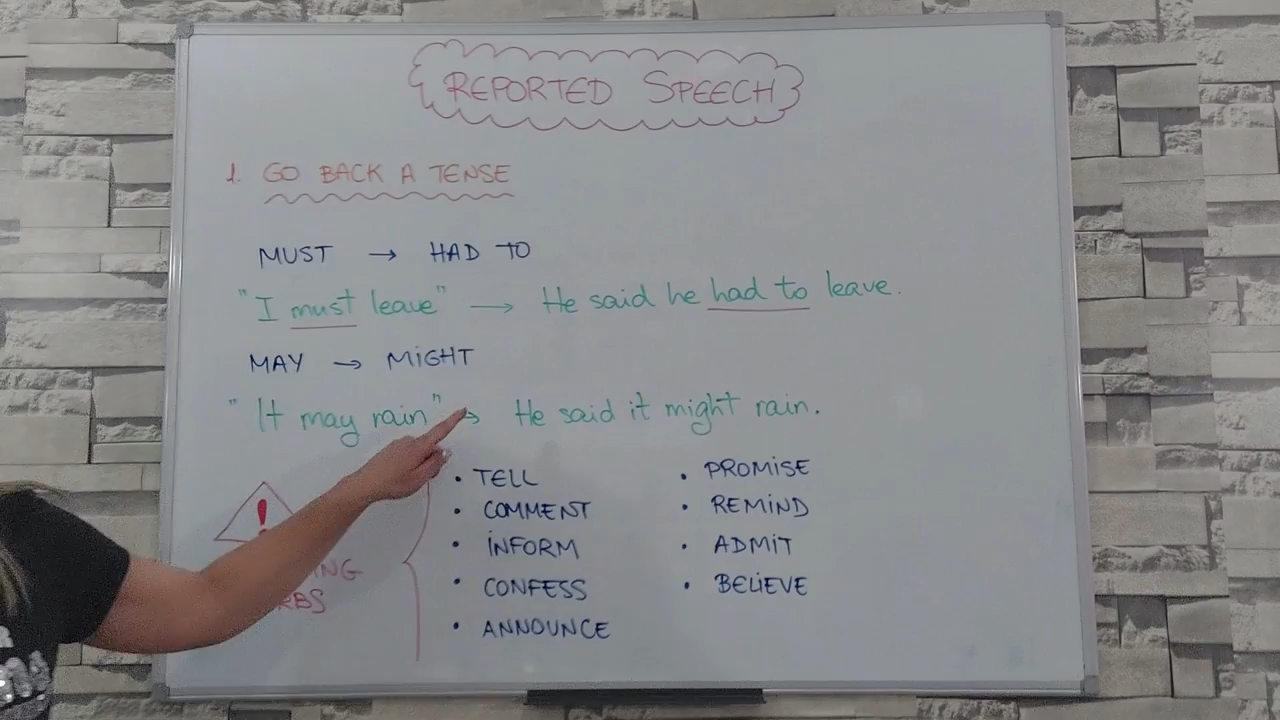 REPORTED SPEECH
1. GO BACK A TENSE
MUST → HAD TO
"I must leave" → He said he had to leave.
MAY → MIGHT
"It may rain" → He said it might rain.
! 
• TELL
• COMMENT
• INFORM
• CONFESS
• ANNOUNCE
• PROMISE
• REMIND
• ADMIT
• BELIEVE